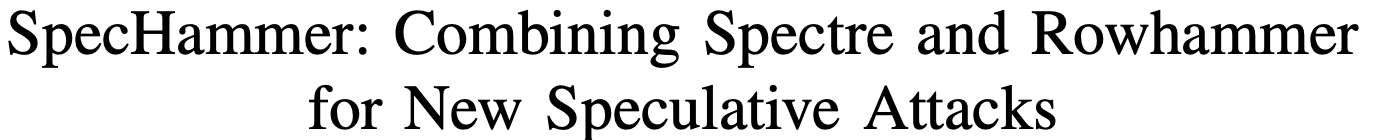 SpecHammer: Combining Spectre and Rowhammer
for New Speculative Attacks